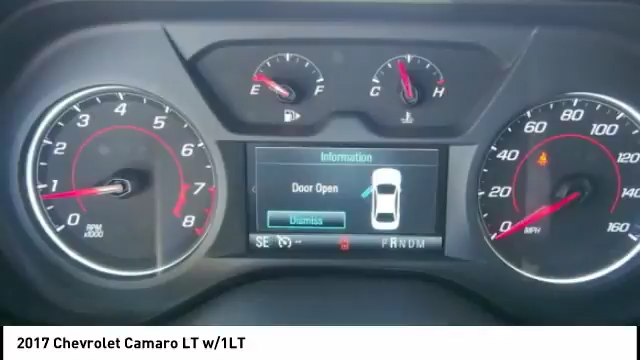 E F
C H
0 1 2 3 4 5 6 7 8
RPM
x1000
Information
Door Open
Dismiss
SE -- PRNDM
0 20 40 60 80 100 120 140 160
MPH
2017 Chevrolet Camaro LT w/1LT